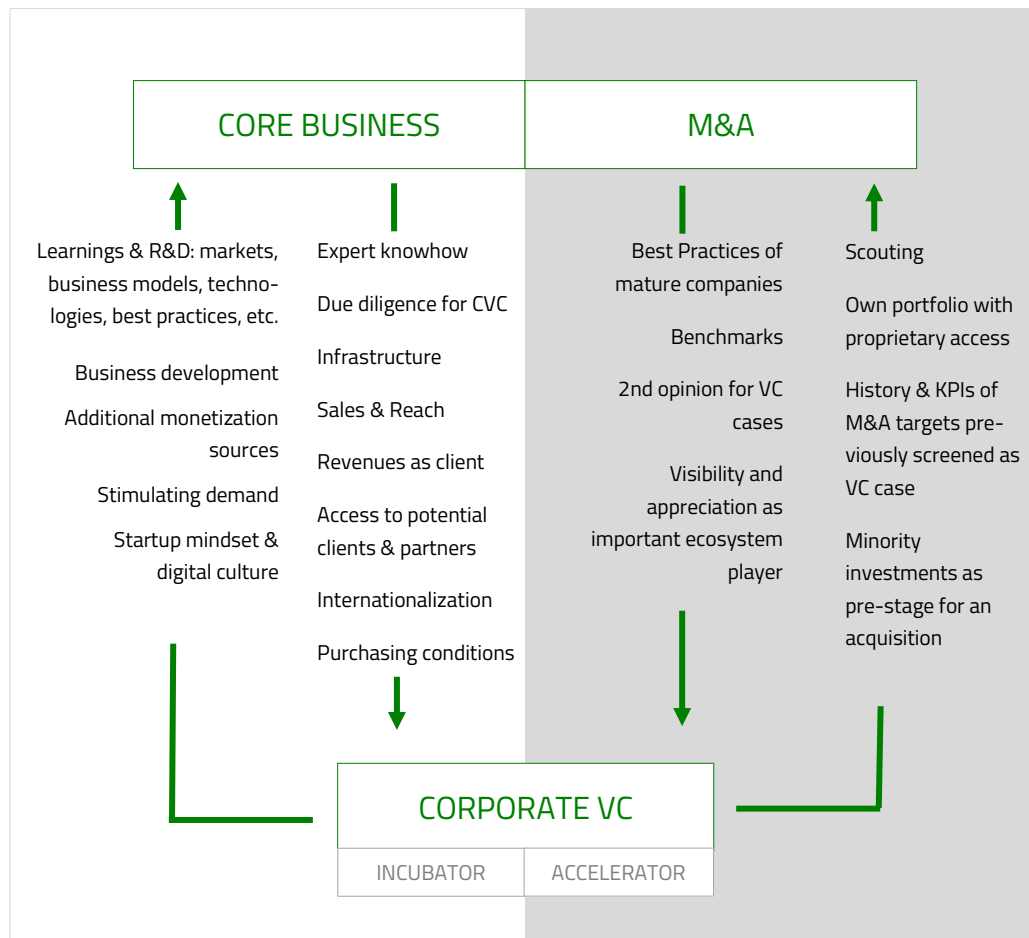 CORE BUSINESS
M&A
Learnings & R&D: markets,
business models, techno-
logies, best practices, etc.
Business development
Additional monetization
sources
Stimulating demand
Startup mindset &
digital culture
Expert knowhow
Due diligence for CVC
Infrastructure
Sales & Reach
Revenues as client
Access to potential
clients & partners
Internationalization
Purchasing conditions
Best Practices of
mature companies
Benchmarks
2nd opinion for VC
cases
Visibility and
appreciation as
important ecosystem
player
Scouting
Own portfolio with
proprietary access
History & KPIs of
M&A targets pre-
viously screened as
VC case
Minority
investments as
pre-stage for an
acquisition
CORPORATE VC
INCUBATOR
ACCELERATOR